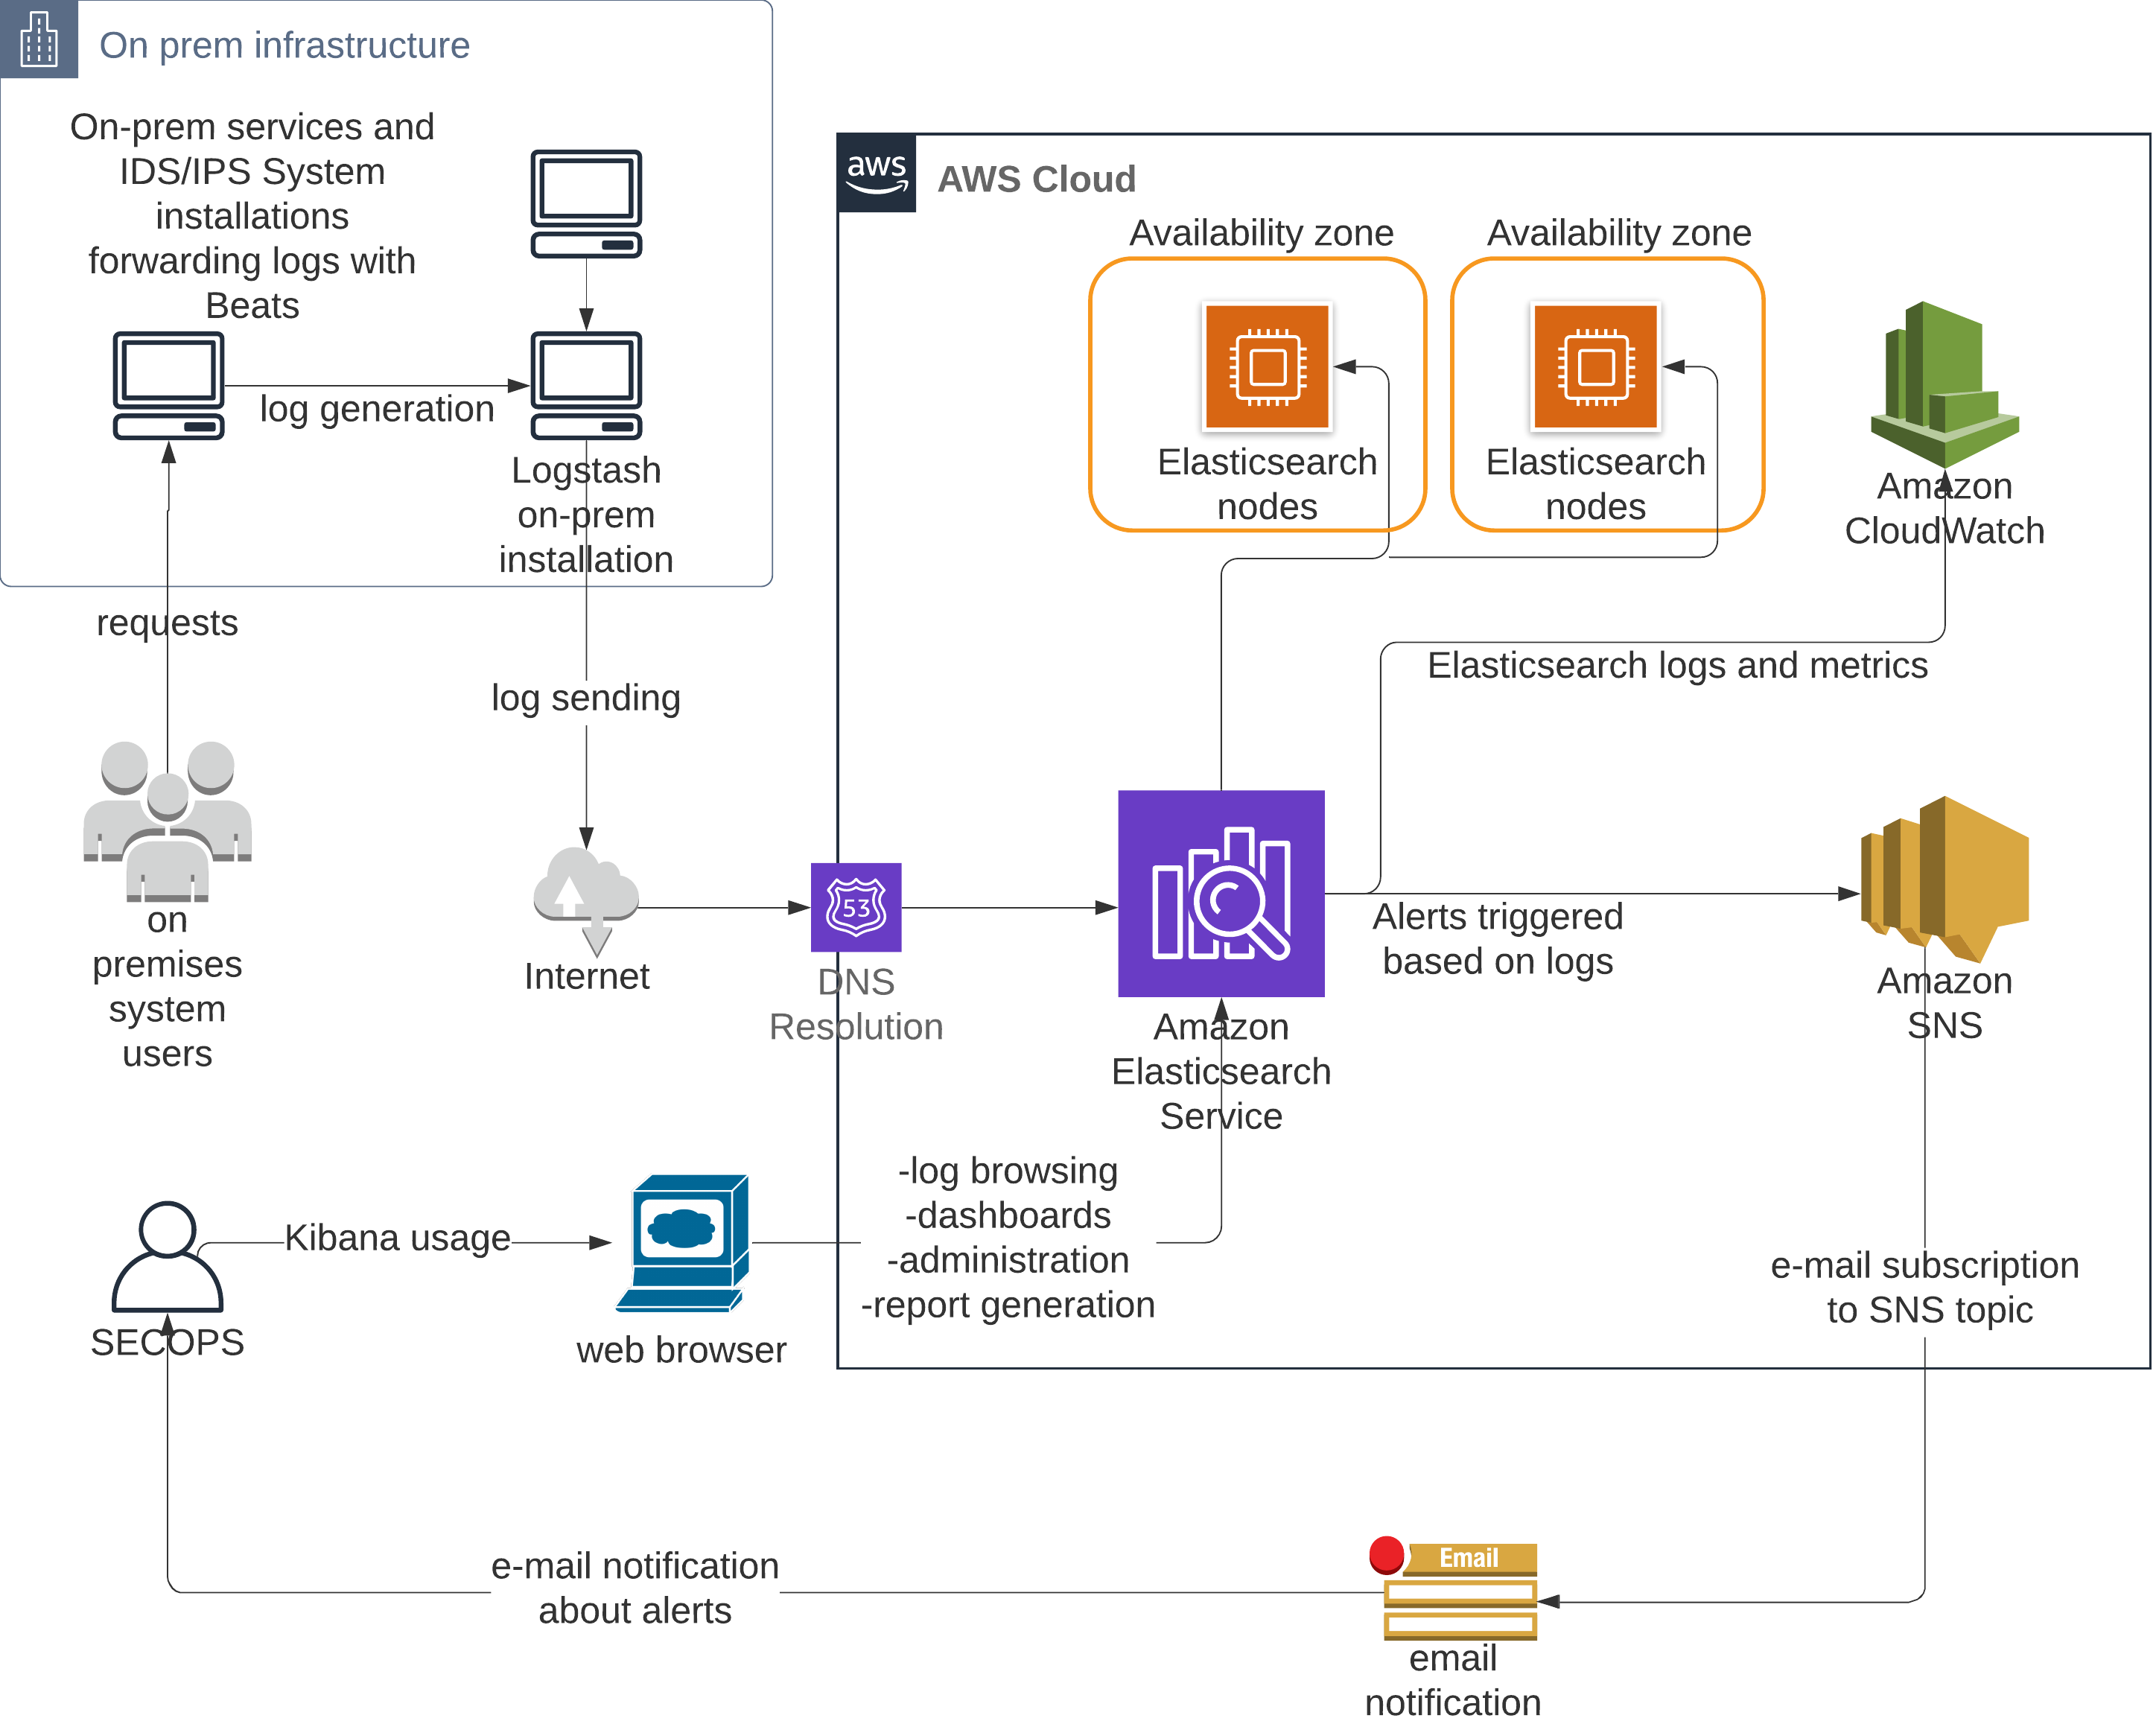 On prem infrastructure
On-prem services and
IDS/IPS System
installations
forwarding logs with
Beats
log generation
Logstash
on-prem
installation
requests
log sending
on
premises
system
users
Internet
aws
AWS Cloud
Availability zone
Availability zone
Elasticsearch
nodes
Elasticsearch
nodes
Amazon
CloudWatch
Elasticsearch logs and metrics
53
DNS
Resolution
Amazon
Elasticsearch
Service
Alerts triggered
based on logs
Amazon
SNS
SECOPS
Kibana usage
web browser
-log browsing
-dashboards
-administration
-report generation
e-mail subscription
to SNS topic
e-mail notification
about alerts
Email
email
notification